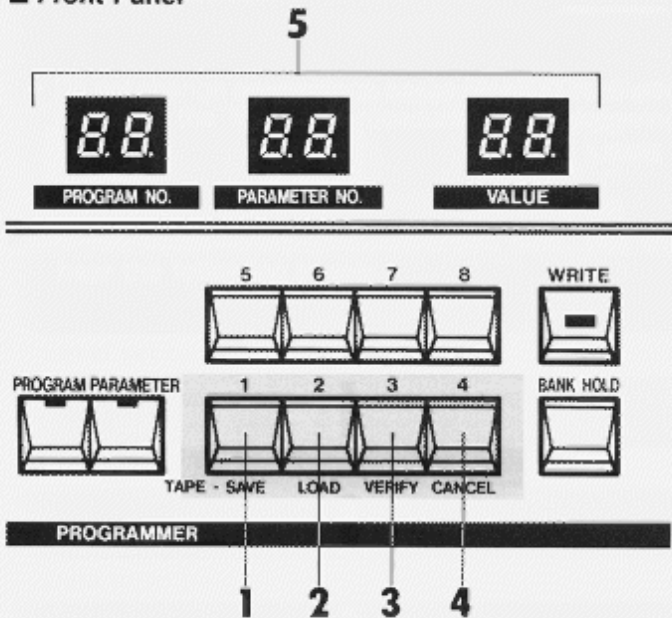 ■ Front Panel
5
8.8. 8.8. 8.8.
PROGRAM NO. PARAMETER NO. VALUE
5 6 7 8 WRITE
PROGRAM PARAMETER 1 2 3 4 BANK HOLD
TAPE - SAVE LOAD VERIFY CANCEL
PROGRAMMER
1 2 3 4